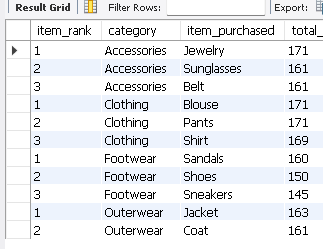 Result Grid Filter Rows: Export:
item_rank category item_purchased total_
1 Accessories Jewelry 171
2 Accessories Sunglasses 161
3 Accessories Belt 161
1 Clothing Blouse 171
2 Clothing Pants 171
3 Clothing Shirt 169
1 Footwear Sandals 160
2 Footwear Shoes 150
3 Footwear Sneakers 145
1 Outerwear Jacket 163
2 Outerwear Coat 161